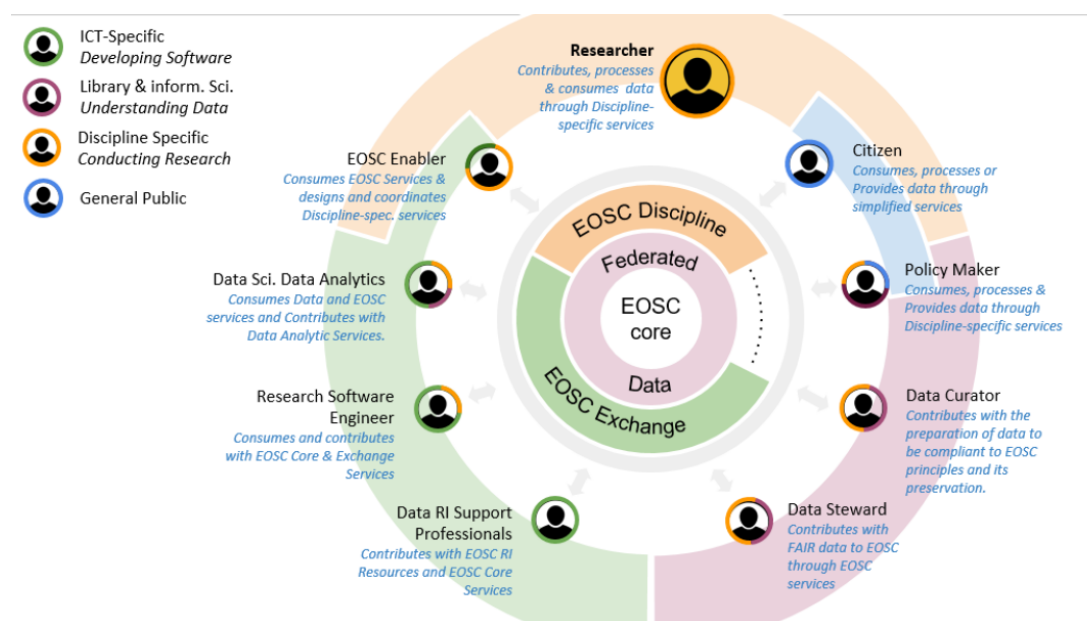 ICT-Specific
Developing Software
Library & inform. Sci.
Understanding Data
Discipline Specific
Conducting Research
General Public
Researcher
Contributes, processes
& consumes data
through Discipline-
specific services
EOSC Enabler
Consumes EOSC Services &
designs and coordinates
Discipline-spec. services
Citizen
Consumes, processes or
Provides data through
simplified services
Data Sci. Data Analytics
Consumes Data and EOSC
services and Contributes with
Data Analytic Services.
Policy Maker
Consumes, processes &
Provides data through
Discipline-specific services
Research Software
Engineer
Consumes and contributes
with EOSC Core & Exchange
Services
Data Curator
Contributes with the
preparation of data to
be compliant to EOSC
principles and its
preservation.
Data RI Support
Professionals
Contributes with EOSC RI
Resources and EOSC Core
Services
Data Steward
Contributes with
FAIR data to EOSC
through EOSC
services
EOSC Discipline
Federated
EOSC
core
Data
EOSC Exchange